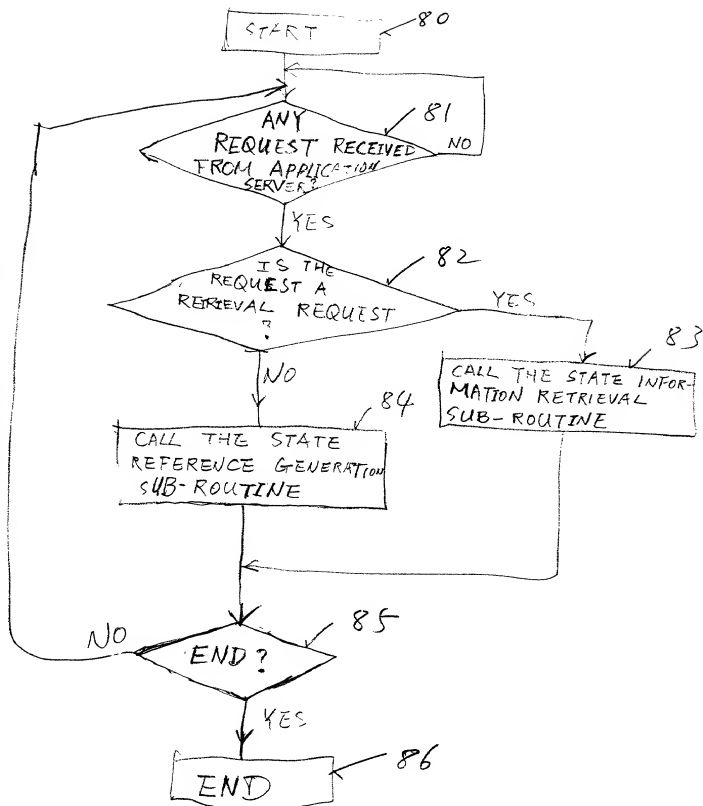 START
80
ANY
REQUEST RECEIVED
FROM APPLICATION
SERVER?
81
NO
YES
IS THE
REQUEST A
RETRIEVAL REQUEST
?
82
YES
83
CALL THE STATE INFOR-
MATION RETRIEVAL
SUB-ROUTINE
NO
84
CALL THE STATE
REFERENCE GENERATION
SUB-ROUTINE
NO
END?
85
YES
END
86